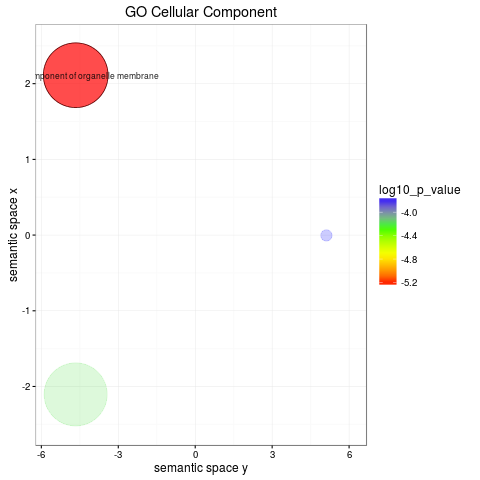 GO Cellular Component
component of organelle membrane
2
1
0
-1
-2
semantic space x
-6
-3
0
3
6
semantic space y
log10_p_value
-4.0
-4.4
-4.8
-5.2